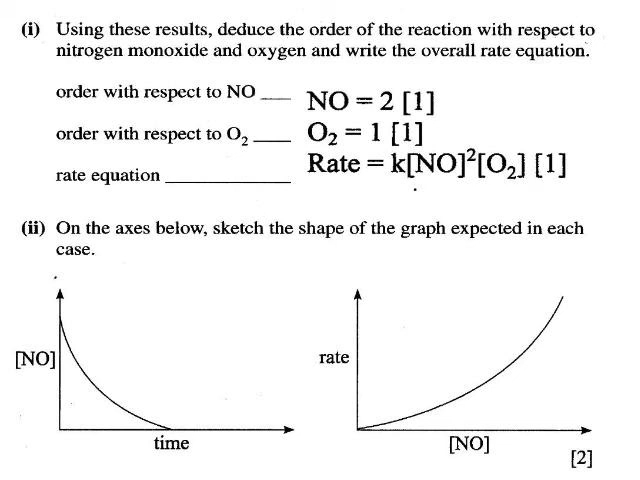 (i) Using these results, deduce the order of the reaction with respect to
nitrogen monoxide and oxygen and write the overall rate equation.
order with respect to NO ___ NO = 2 [1]
order with respect to O₂ ____ O₂ = 1 [1]
rate equation ____________ Rate = k[NO]²[O₂] [1]
(ii) On the axes below, sketch the shape of the graph expected in each
case.
[NO]
time
rate
[NO]
[2]